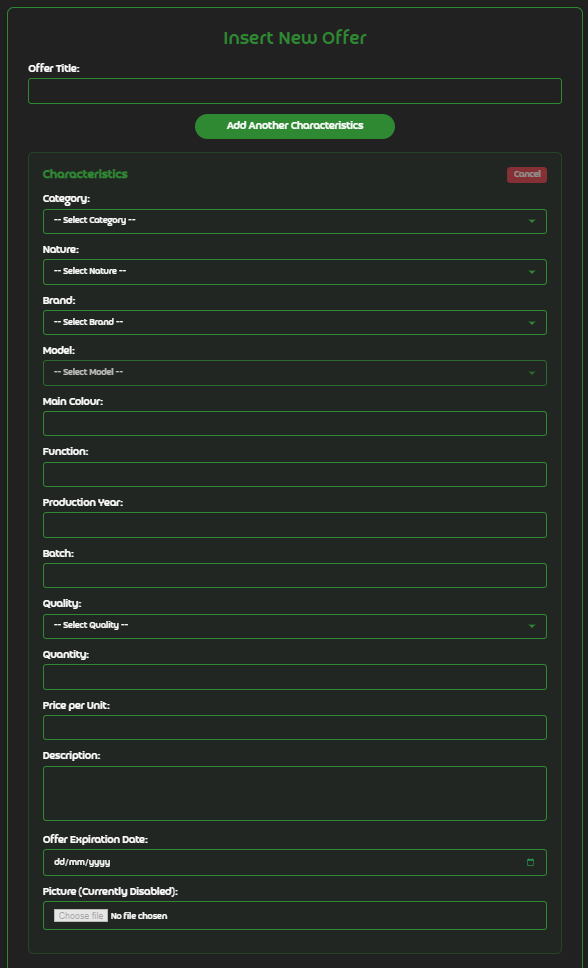 Insert New Offer
Offer Title:
Add Another Characteristics
Characteristics
Cancel
Category:
-- Select Category --
Nature:
-- Select Nature --
Brand:
-- Select Brand --
Model:
-- Select Model --
Main Colour:
Function:
Production Year:
Batch:
Quality:
-- Select Quality --
Quantity:
Price per Unit:
Description:
Offer Expiration Date:
dd/mm/yyyy
Picture (Currently Disabled):
Choose file No file chosen